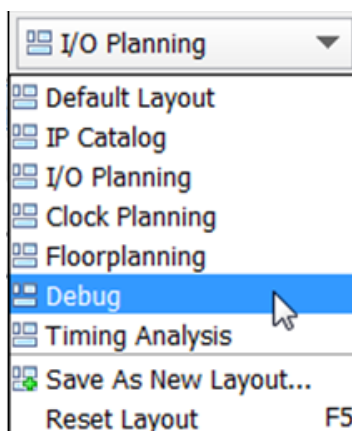 I/O Planning
Default Layout
IP Catalog
I/O Planning
Clock Planning
Floorplanning
Debug
Timing Analysis
Save As New Layout...
Reset Layout F5